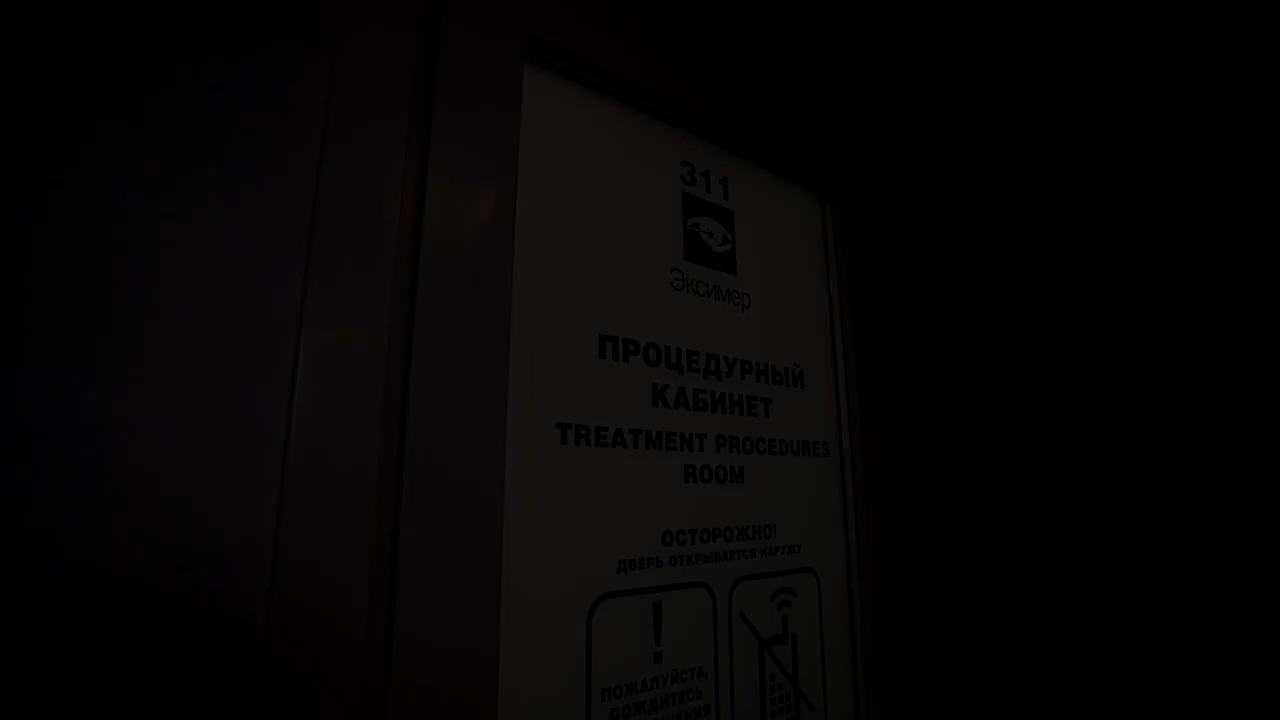 311
Эксимер
ПРОЦЕДУРНЫЙ
КАБИНЕТ
TREATMENT PROCEDURES
ROOM
ОСТОРОЖНО!
ДВЕРЬ ОТКРЫВАЕТСЯ НАРУЖУ
!
ПОЖАЛУЙСТА,
ДОЖДИТЕСЬ